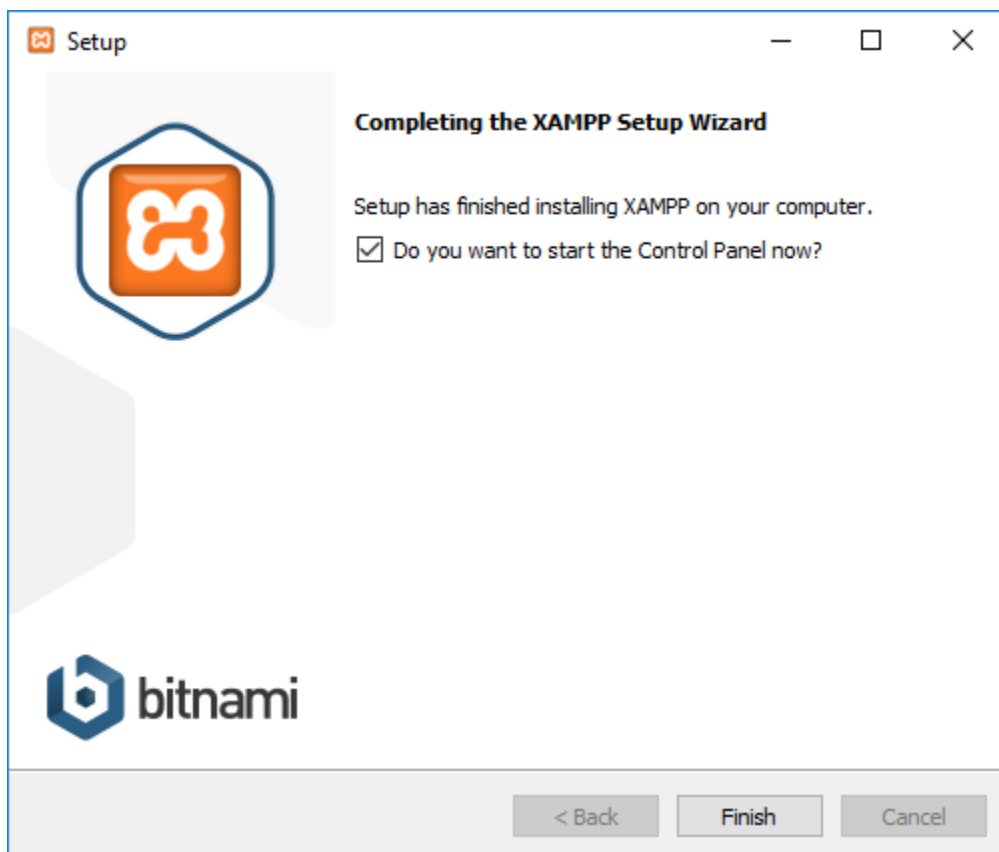 Setup
Completing the XAMPP Setup Wizard
Setup has finished installing XAMPP on your computer.
Do you want to start the Control Panel now?
bitnami
< Back
Finish
Cancel